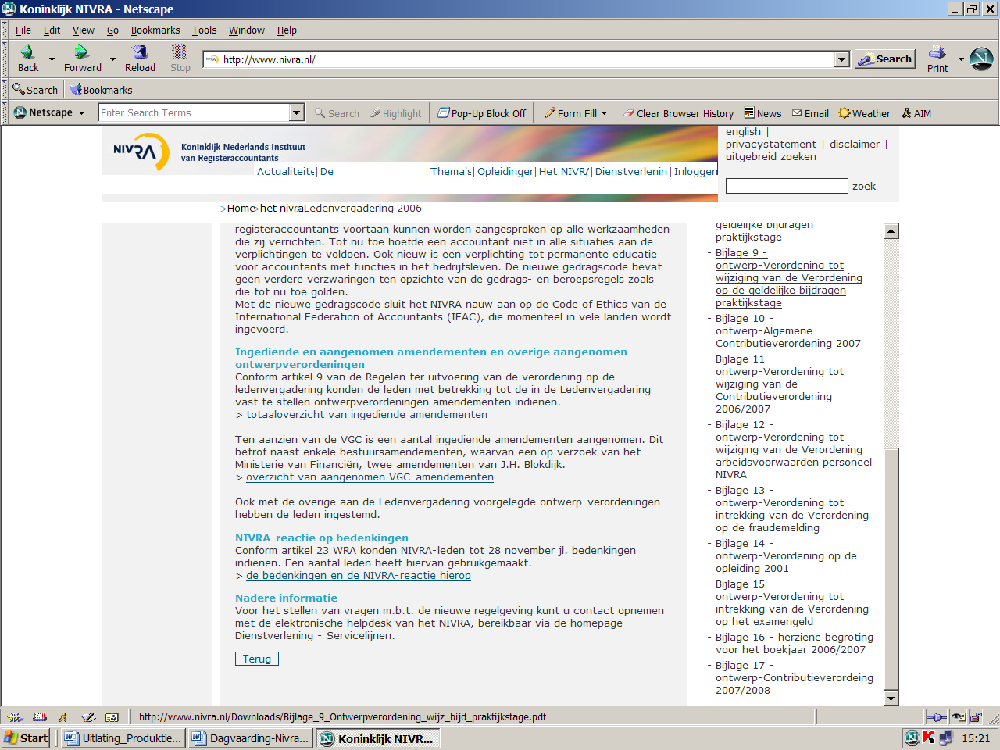 Koninklijk NIVRA - Netscape
File Edit View Go Bookmarks Tools Window Help
Back Forward Reload Stop http://www.nivra.nl/ Search Print
Search Bookmarks
Netscape Enter Search Terms Search Highlight Pop-Up Block Off Form Fill Clear Browser History News Email Weather AIM
NIVRA Koninklijk Nederlands Instituut
van Registeraccountants
english |
privacystatement | disclaimer |
uitgebreid zoeken
zoek
Actualiteite | De | Thema's | Opleidingen | Het NIVRA | Dienstverlenin | Inloggen
>Home >het nivra Ledenvergadering 2006
registeraccountants voortaan kunnen worden aangesproken op alle werkzaamheden
die zij verrichten. Tot nu toe hoefde een accountant niet in alle situaties aan de
verplichtingen te voldoen. Ook nieuw is een verplichting tot permanente educatie
voor accountants met functies in het bedrijfsleven. De nieuwe gedragscode bevat
geen verdere verzwaringen ten opzichte van de gedrags- en beroepsregels zoals
die tot nu toe golden.
Met de nieuwe gedragscode sluit het NIVRA nauw aan op de Code of Ethics van de
International Federation of Accountants (IFAC), die momenteel in vele landen wordt
ingevoerd.
Ingediende en aangenomen amendementen en overige aangenomen
ontwerpverordeningen
Conform artikel 9 van de Regelen ter uitvoering van de verordening op de
ledenvergadering konden de leden met betrekking tot de in de Ledenvergadering
vast te stellen ontwerpverordeningen amendementen indienen.
> totaaloverzicht van ingediende amendementen
Ten aanzien van de VGC is een aantal ingediende amendementen aangenomen. Dit
betrof naast enkele bestuursamendementen, waarvan een op verzoek van het
Ministerie van Financiën, twee amendementen van J.H. Blokdijk.
> overzicht van aangenomen VGC-amendementen
Ook met de overige aan de Ledenvergadering voorgelegde ontwerp-verordeningen
hebben de leden ingestemd.
NIVRA-reactie op bedenkingen
Conform artikel 23 WRA konden NIVRA-leden tot 28 november jl. bedenkingen
indienen. Een aantal leden heeft hiervan gebruikgemaakt.
> de bedenkingen en de NIVRA-reactie hierop
Nadere informatie
Voor het stellen van vragen m.b.t. de nieuwe regelgeving kunt u contact opnemen
met de elektronische helpdesk van het NIVRA, bereikbaar via de homepage -
Dienstverlening - Servicelijnen.
Terug
geldelijke bijdragen
praktijkstage
- Bijlage 9 -
ontwerp-Verordening tot
wijziging van de Verordening
op de geldelijke bijdragen
praktijkstage
- Bijlage 10 -
ontwerp-Algemene
Contributieverordening 2007
- Bijlage 11 -
ontwerp-Verordening tot
wijziging van de
Contributieverordening
2006/2007
- Bijlage 12 -
ontwerp-Verordening tot
wijziging van de Verordening
arbeidsvoorwaarden personeel
NIVRA
- Bijlage 13 -
ontwerp-Verordening tot
intrekking van de Verordening
op de fraudemelding
- Bijlage 14 -
ontwerp-Verordening op de
opleiding 2001
- Bijlage 15 -
ontwerp-Verordening tot
intrekking van de Verordening
op het examengeld
- Bijlage 16 - herziene begroting
voor het boekjaar 2006/2007
- Bijlage 17 -
ontwerp-Contributieverordeing
2007/2008
http://www.nivra.nl/Downloads/Bijlage_9_Ontwerpverordening_wijz_bijd_praktijkstage.pdf
Start Uitlating_Produktie... Dagvaarding-Nivra... Koninklijk NIVR... 15:21